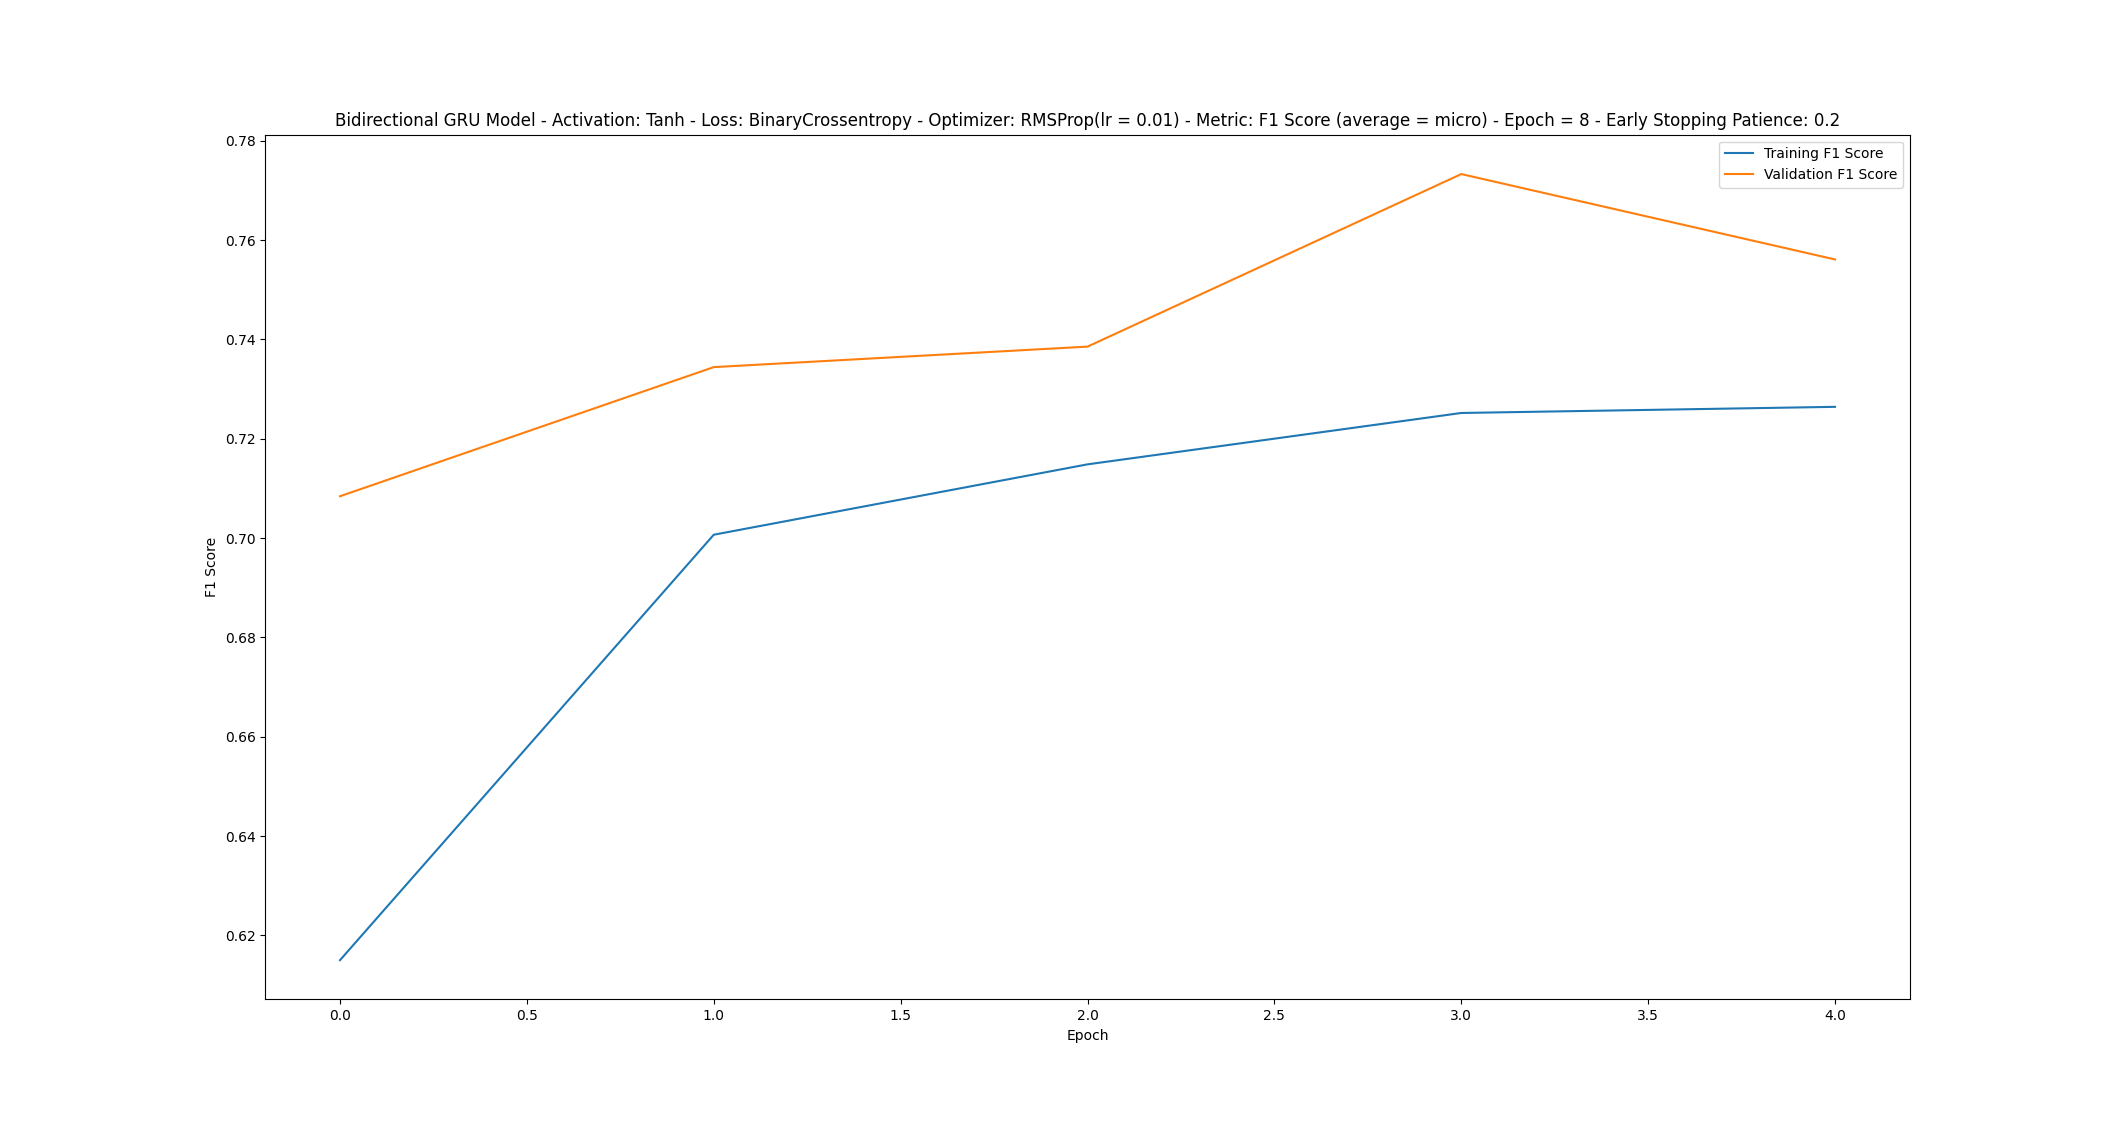 Bidirectional GRU Model - Activation: Tanh - Loss: BinaryCrossentropy - Optimizer: RMSProp(lr = 0.01) - Metric: F1 Score (average = micro) - Epoch = 8 - Early Stopping Patience: 0.2
Training F1 Score
Validation F1 Score
F1 Score
0.78
0.76
0.74
0.72
0.70
0.68
0.66
0.64
0.62
0.0 0.5 1.0 1.5 2.0 2.5 3.0 3.5 4.0
Epoch